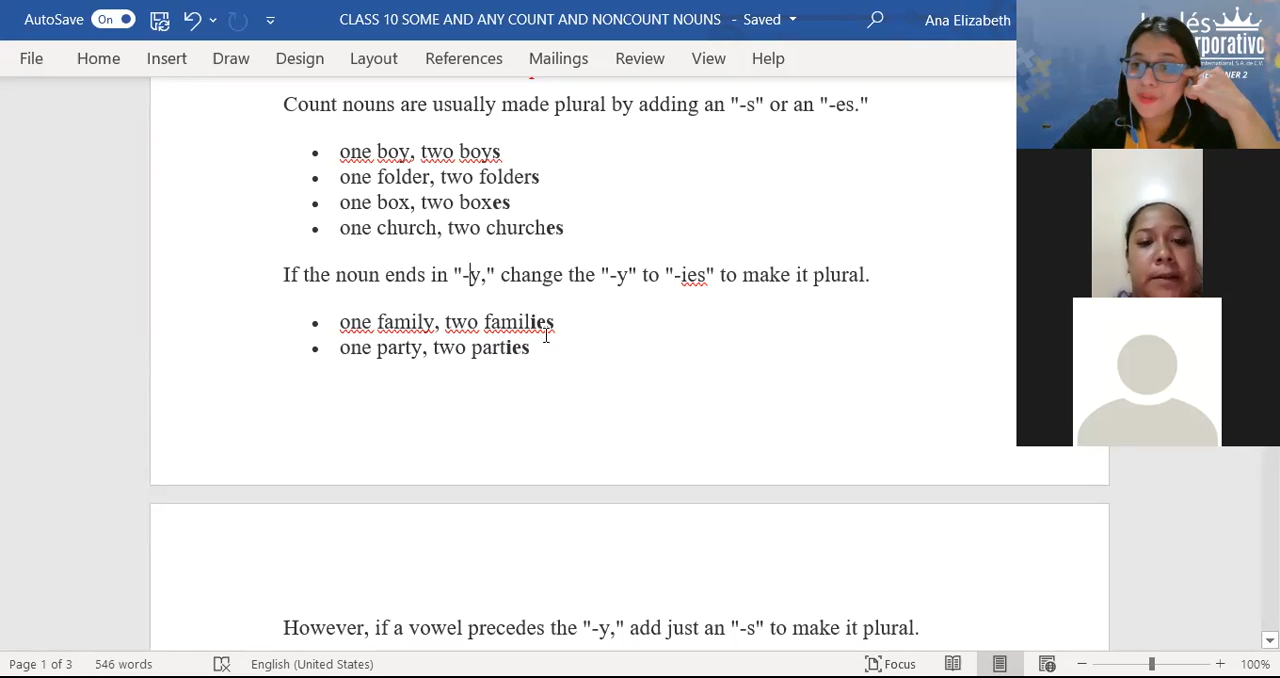 AutoSave On CLASS 10 SOME AND ANY COUNT AND NONCOUNT NOUNS - Saved Ana Elizabeth
File Home Insert Draw Design Layout References Mailings Review View Help
Count nouns are usually made plural by adding an "-s" or an "-es."
• one boy, two boys
• one folder, two folders
• one box, two boxes
• one church, two churches
If the noun ends in "-y," change the "-y" to "-ies" to make it plural.
• one family, two families
• one party, two parties
However, if a vowel precedes the "-y," add just an "-s" to make it plural.
Page 1 of 3 546 words English (United States) Focus 100%